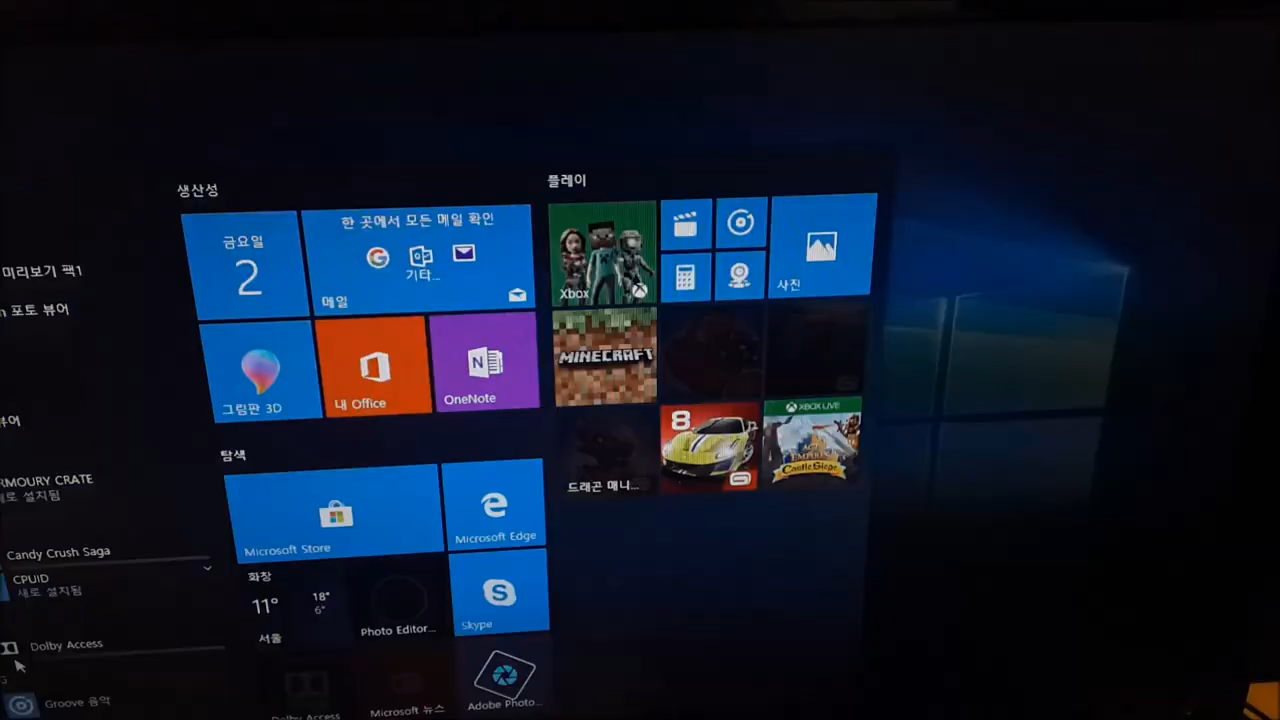 미리보기 팩1
포토 뷰어
뷰어
RMOURY CRATE
새로 설치됨
Candy Crush Saga
CPUID
새로 설치됨
Dolby Access
G
Groove 음악
생산성
금요일
2
한 곳에서 모든 메일 확인
기타...
메일
그림판 3D
내 Office
OneNote
탐색
Microsoft Store
Microsoft Edge
화창
11°
18°
6°
서울
Photo Editor...
Skype
Dolby Access
Microsoft 뉴스
Adobe Photo...
플레이
Xbox
사진
MINECRAFT
드래곤 매니...
8
XBOX LIVE
AGE
EMPIRES
Castle Siege